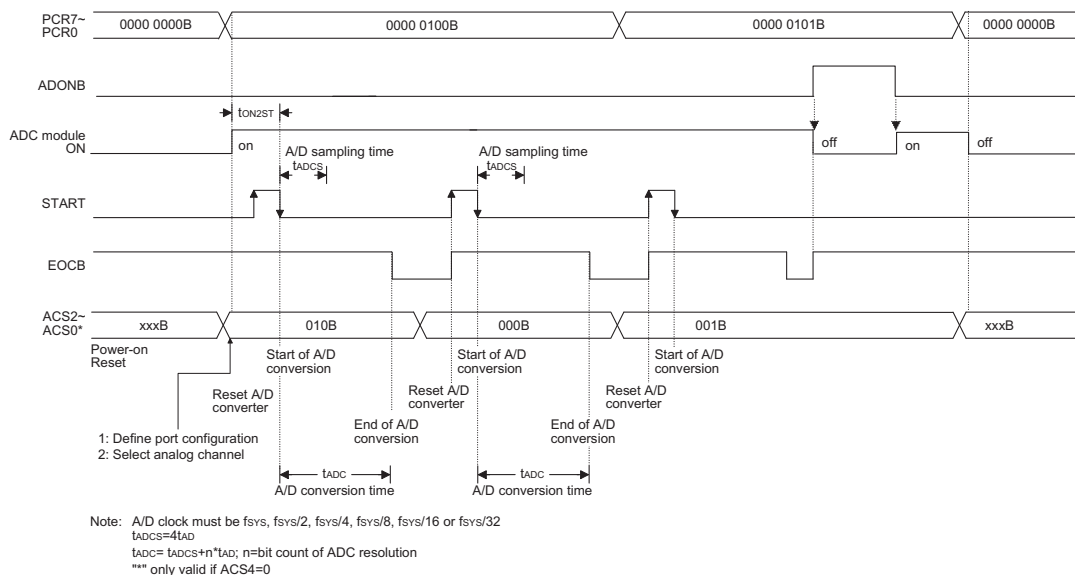 PCR7~
PCR0
0000 0000B
0000 0100B
0000 0101B
0000 0000B
ADONB
tON2ST
ADC module
ON
on
off
on
off
A/D sampling time
tADCS
A/D sampling time
tADCS
START
EOCB
ACS2~
ACS0*
xxxB
010B
000B
001B
xxxB
Power-on
Reset
Start of A/D
conversion
Start of A/D
conversion
Start of A/D
conversion
Reset A/D
converter
Reset A/D
converter
Reset A/D
converter
End of A/D
conversion
End of A/D
conversion
1: Define port configuration
2: Select analog channel
tADC
A/D conversion time
tADC
A/D conversion time
Note: A/D clock must be fSYS, fSYS/2, fSYS/4, fSYS/8, fSYS/16 or fSYS/32
tADCS=4tAD
tADC= tADCS+n*tAD; n=bit count of ADC resolution
"*" only valid if ACS4=0